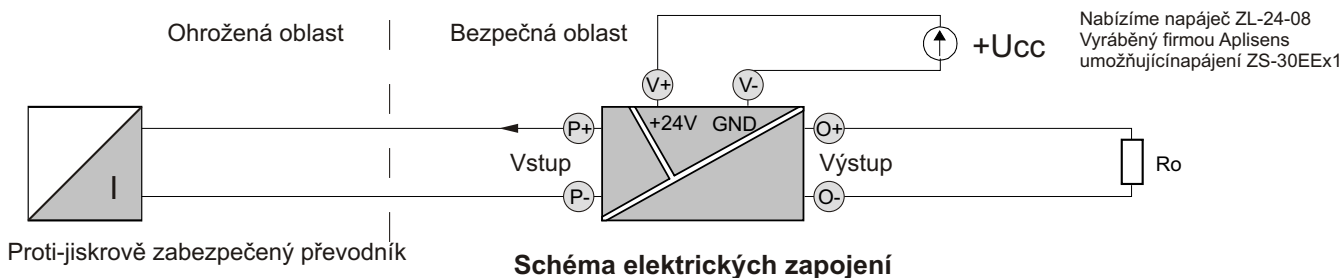 Ohrožená oblast
Bezpečná oblast
+Ucc
Nabízíme napáječ ZL-24-08
Vyráběný firmou Aplisens
umožňujícínapájení ZS-30EEx1
V+
V-
+24V GND
P+
O+
Vstup
Výstup
Ro
I
P-
O-
Proti-jiskrově zabezpečený převodník
Schéma elektrických zapojení